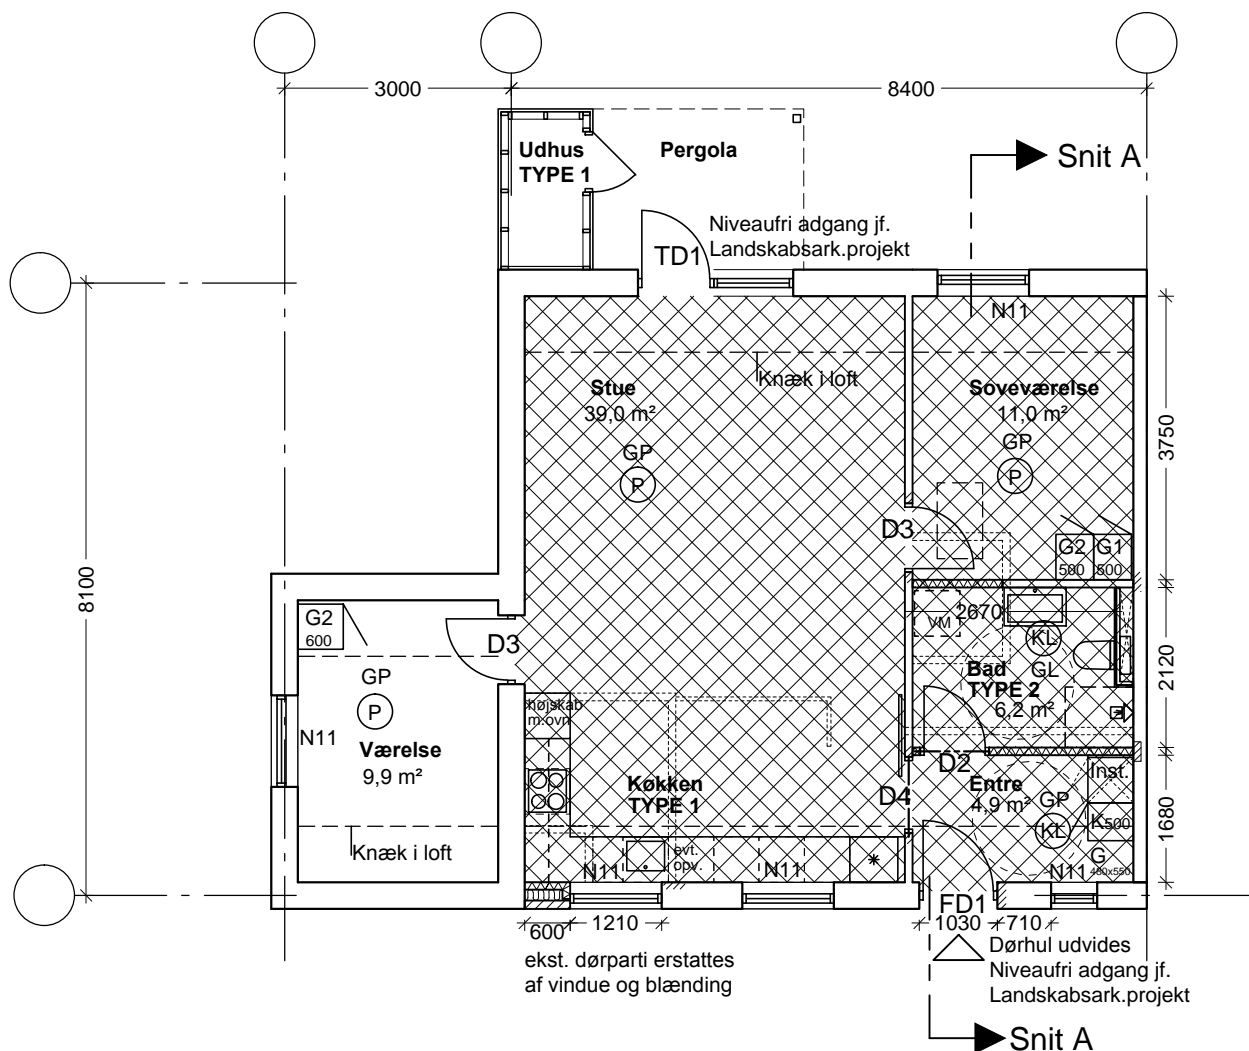 3000
8400
Udhus
TYPE 1
Pergola
Snit A
Niveaufri adgang jf.
Landskabsark.projekt
TD1
N11
Knæk i loft
Stue
39,0 m²
GP
P
Soveværelse
11,0 m²
GP
P
3750
8100
D3
G2
500
G1
500
G2
600
D3
VM
2670
KL
GL
Bad
TYPE 2
6,2 m²
2120
GP
P
N11
Værelse
9,9 m²
Knæk i loft
højskab
m.ovn
Køkken
TYPE 1
D4
D2
Entre
4,9 m²
GP
KL
Inst.
K500
G
480x550
1680
evt.
opv.
N11
N11
N11
FD1
600
1210
1030
710
ekst. dørparti erstattes
af vindue og blænding
Dørhul udvides
Niveaufri adgang jf.
Landskabsark.projekt
Snit A